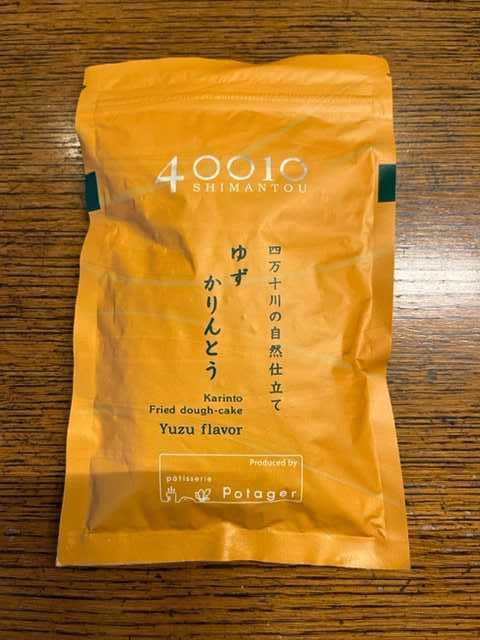 40010
SHIMANTOU
四万十川の自然仕立て
ゆず
かりんとう
Karinto
Fried dough-cake
Yuzu flavor
Produced by
pâtisserie
Potager